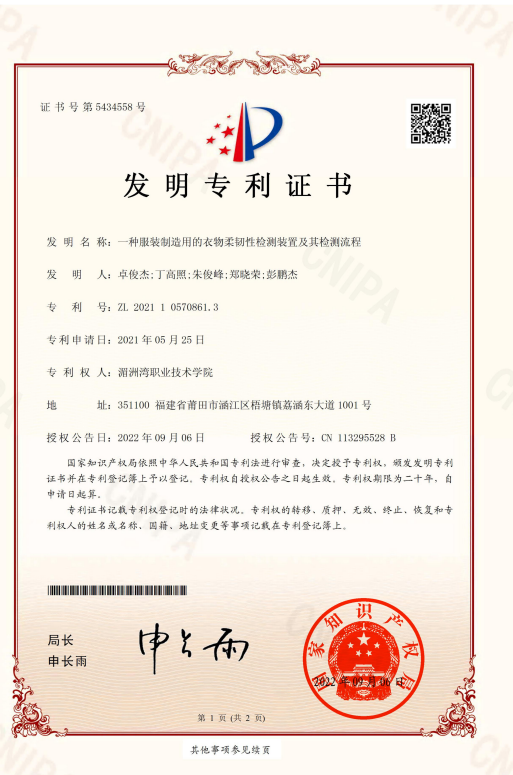 证书号第5434558号
发明专利证书
发明名称：一种服装制造用的衣物柔韧性检测装置及其检测流程
发明人：卓俊杰;丁高照;朱俊峰;郑晓荣;彭鹏杰
专利号：ZL 2021 1 0570861.3
专利申请日：2021年05月25日
专利权人：湄洲湾职业技术学院
地址：351100 福建省莆田市涵江区梧塘镇荔涵东大道1001号
授权公告日：2022年09月06日 授权公告号：CN 113295528 B
国家知识产权局依照中华人民共和国专利法进行审查，决定授予专利权，颁发发明专利
证书并在专利登记簿上予以登记。专利权自授权公告之日起生效。专利权期限为二十年，自
申请日起算。
专利证书记载专利权登记时的法律状况。专利权的转移、质押、无效、终止、恢复和专
利权人的姓名或名称、国籍、地址变更等事项记载在专利登记簿上。
局长
申长雨
申长雨
国家知识产权局
2022年09月06日
第 1 页 (共 2 页)
其他事项参见续页
CNIPA
CNIPA
CNIPA
CNIPA